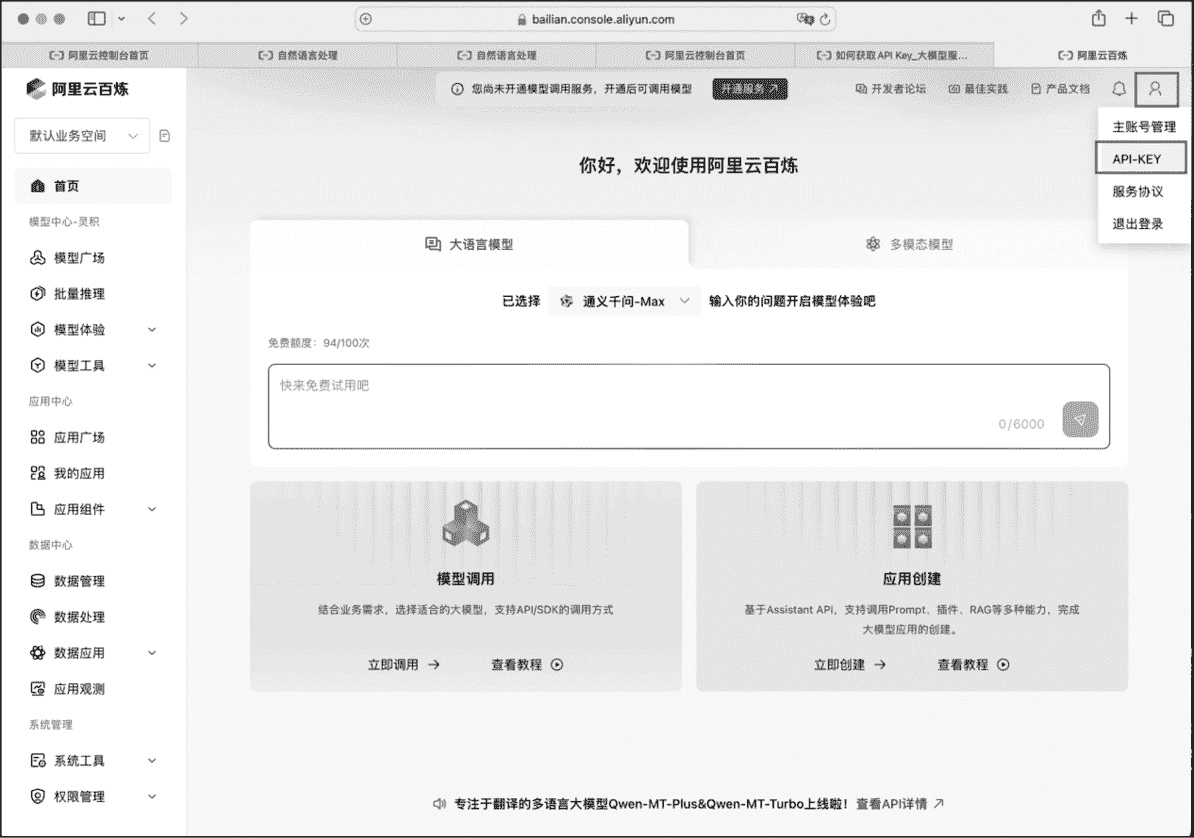 bailian.console.aliyun.com
阿里云控制台首页
自然语言处理
自然语言处理
阿里云控制台首页
如何获取API Key_大模型服...
阿里云百炼
阿里云百炼
您尚未开通模型调用服务，开通后可调用模型
开通服务
开发者论坛
最佳实践
产品文档
默认业务空间
主账号管理
API-KEY
服务协议
退出登录
首页
模型中心-灵积
模型广场
批量推理
模型体验
模型工具
应用中心
应用广场
我的应用
应用组件
数据中心
数据管理
数据处理
数据应用
应用观测
系统管理
系统工具
权限管理
你好，欢迎使用阿里云百炼
大语言模型
多模态模型
已选择 通义千问-Max 输入你的问题开启模型体验吧
免费额度：94/100次
快来免费试用吧
0/6000
模型调用
结合业务需求，选择适合的大模型，支持API/SDK的调用方式
立即调用 → 查看教程
应用创建
基于Assistant API，支持调用Prompt、插件、RAG等多种能力，完成
大模型应用的创建。
立即创建 → 查看教程
专注于翻译的多语言大模型Qwen-MT-Plus&Qwen-MT-Turbo上线啦！查看API详情 ↗